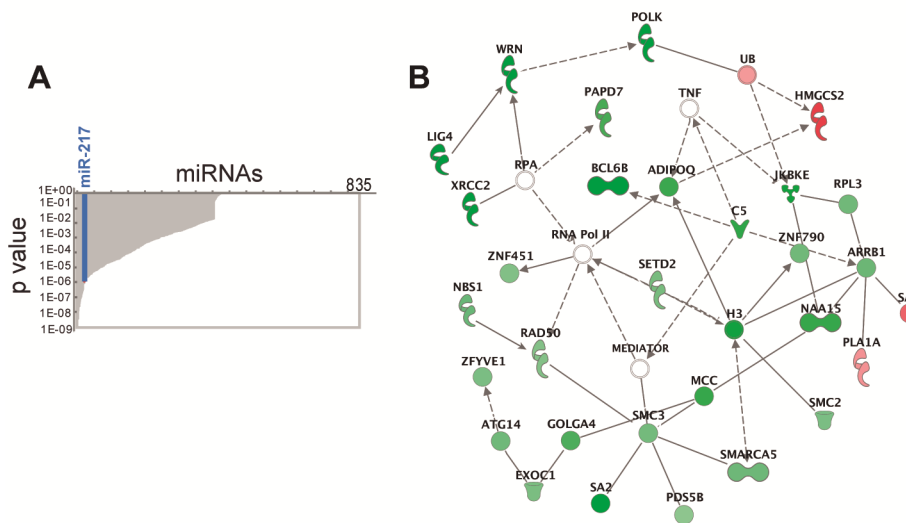 A
miR-217
miRNAs
835
p value
1E+00
1E-01
1E-02
1E-03
1E-04
1E-05
1E-06
1E-07
1E-08
1E-09
B
POLK
WRN
UB
PAPD7
TNF
HMGCS2
LIG4
RPA
BCL6B
ADIPOQ
XRCC2
RPL3
C5
RNA Pol II
ZNF790
ARRB1
ZNF451
SETD2
NBS1
H3
NAA15
RAD50
MEDIATOR
PLA1A
ZFYVE1
MCC
SMC2
ATG14
GOLGA4
SMC3
SMARCA5
EXOC1
SA2
PDS5B